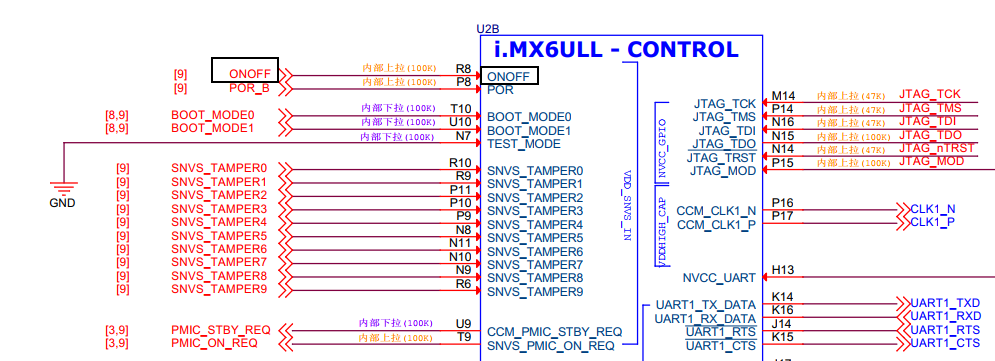 U2B
i.MX6ULL - CONTROL
[9] ONOFF 内部上拉(100K) R8 ONOFF
[9] POR_B 内部上拉(100K) P8 POR
[8,9] BOOT_MODE0 内部下拉(100K) T10 BOOT_MODE0
[8,9] BOOT_MODE1 内部下拉(100K) U10 BOOT_MODE1
内部下拉(100K) N7 TEST_MODE
GND
[9] SNVS_TAMPER0 R10 SNVS_TAMPER0
[9] SNVS_TAMPER1 R9 SNVS_TAMPER1
[9] SNVS_TAMPER2 P11 SNVS_TAMPER2
[9] SNVS_TAMPER3 P10 SNVS_TAMPER3
[9] SNVS_TAMPER4 P9 SNVS_TAMPER4
[9] SNVS_TAMPER5 N8 SNVS_TAMPER5
[9] SNVS_TAMPER6 N11 SNVS_TAMPER6
[9] SNVS_TAMPER7 N10 SNVS_TAMPER7
[9] SNVS_TAMPER8 N9 SNVS_TAMPER8
[9] SNVS_TAMPER9 R6 SNVS_TAMPER9
[3,9] PMIC_STBY_REQ 内部下拉(100K) U9 CCM_PMIC_STBY_REQ
[3,9] PMIC_ON_REQ 内部上拉(100K) T9 SNVS_PMIC_ON_REQ
VDD_SNVS_IN
NVCC_GPIO
JTAG_TCK M14 内部上拉(47K) JTAG_TCK
JTAG_TMS P14 内部上拉(47K) JTAG_TMS
JTAG_TDI N16 内部上拉(47K) JTAG_TDI
JTAG_TDO N15 内部上拉(100K) JTAG_TDO
JTAG_TRST N14 内部上拉(47K) JTAG_nTRST
JTAG_MOD P15 内部上拉(100K) JTAG_MOD
VDDHIGH_CAP
CCM_CLK1_N P16 CLK1_N
CCM_CLK1_P P17 CLK1_P
NVCC_UART H13
UART1_TX_DATA K14 UART1_TXD
UART1_RX_DATA K16 UART1_RXD
UART1_RTS J14 UART1_RTS
UART1_CTS K15 UART1_CTS